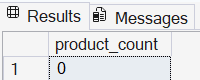 Results Messages
product_count
1 0